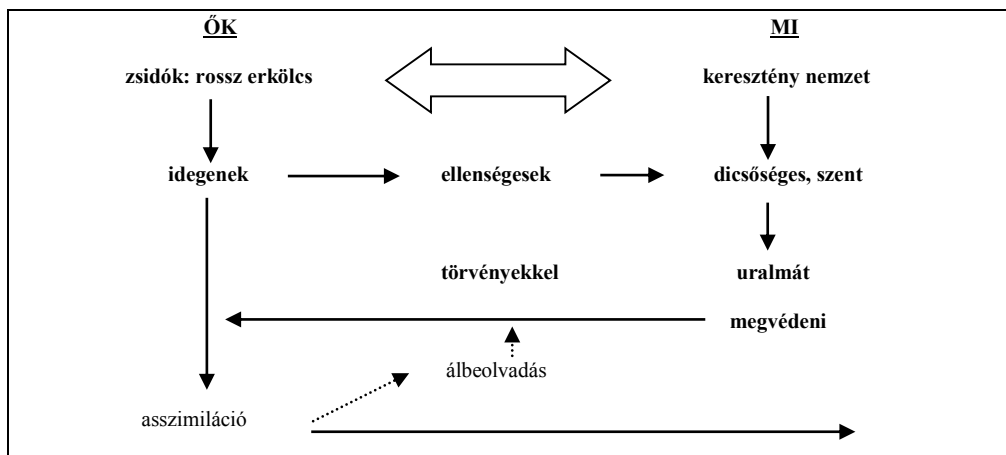 ŐK MI
zsidók: rossz erkölcs keresztény nemzet
idegenek ellenségesek dicsőséges, szent
törvényekkel uralmát
megvédeni
álbeolvadás
asszimiláció